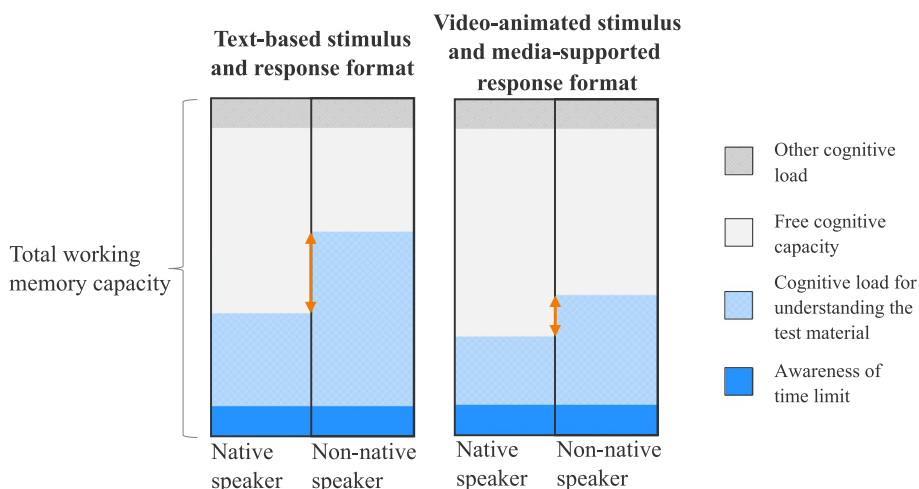 Text-based stimulus
and response format
Video-animated stimulus
and media-supported
response format
Total working
memory capacity
Native
speaker
Non-native
speaker
Native
speaker
Non-native
speaker
Other cognitive
load
Free cognitive
capacity
Cognitive load for
understanding the
test material
Awareness of
time limit